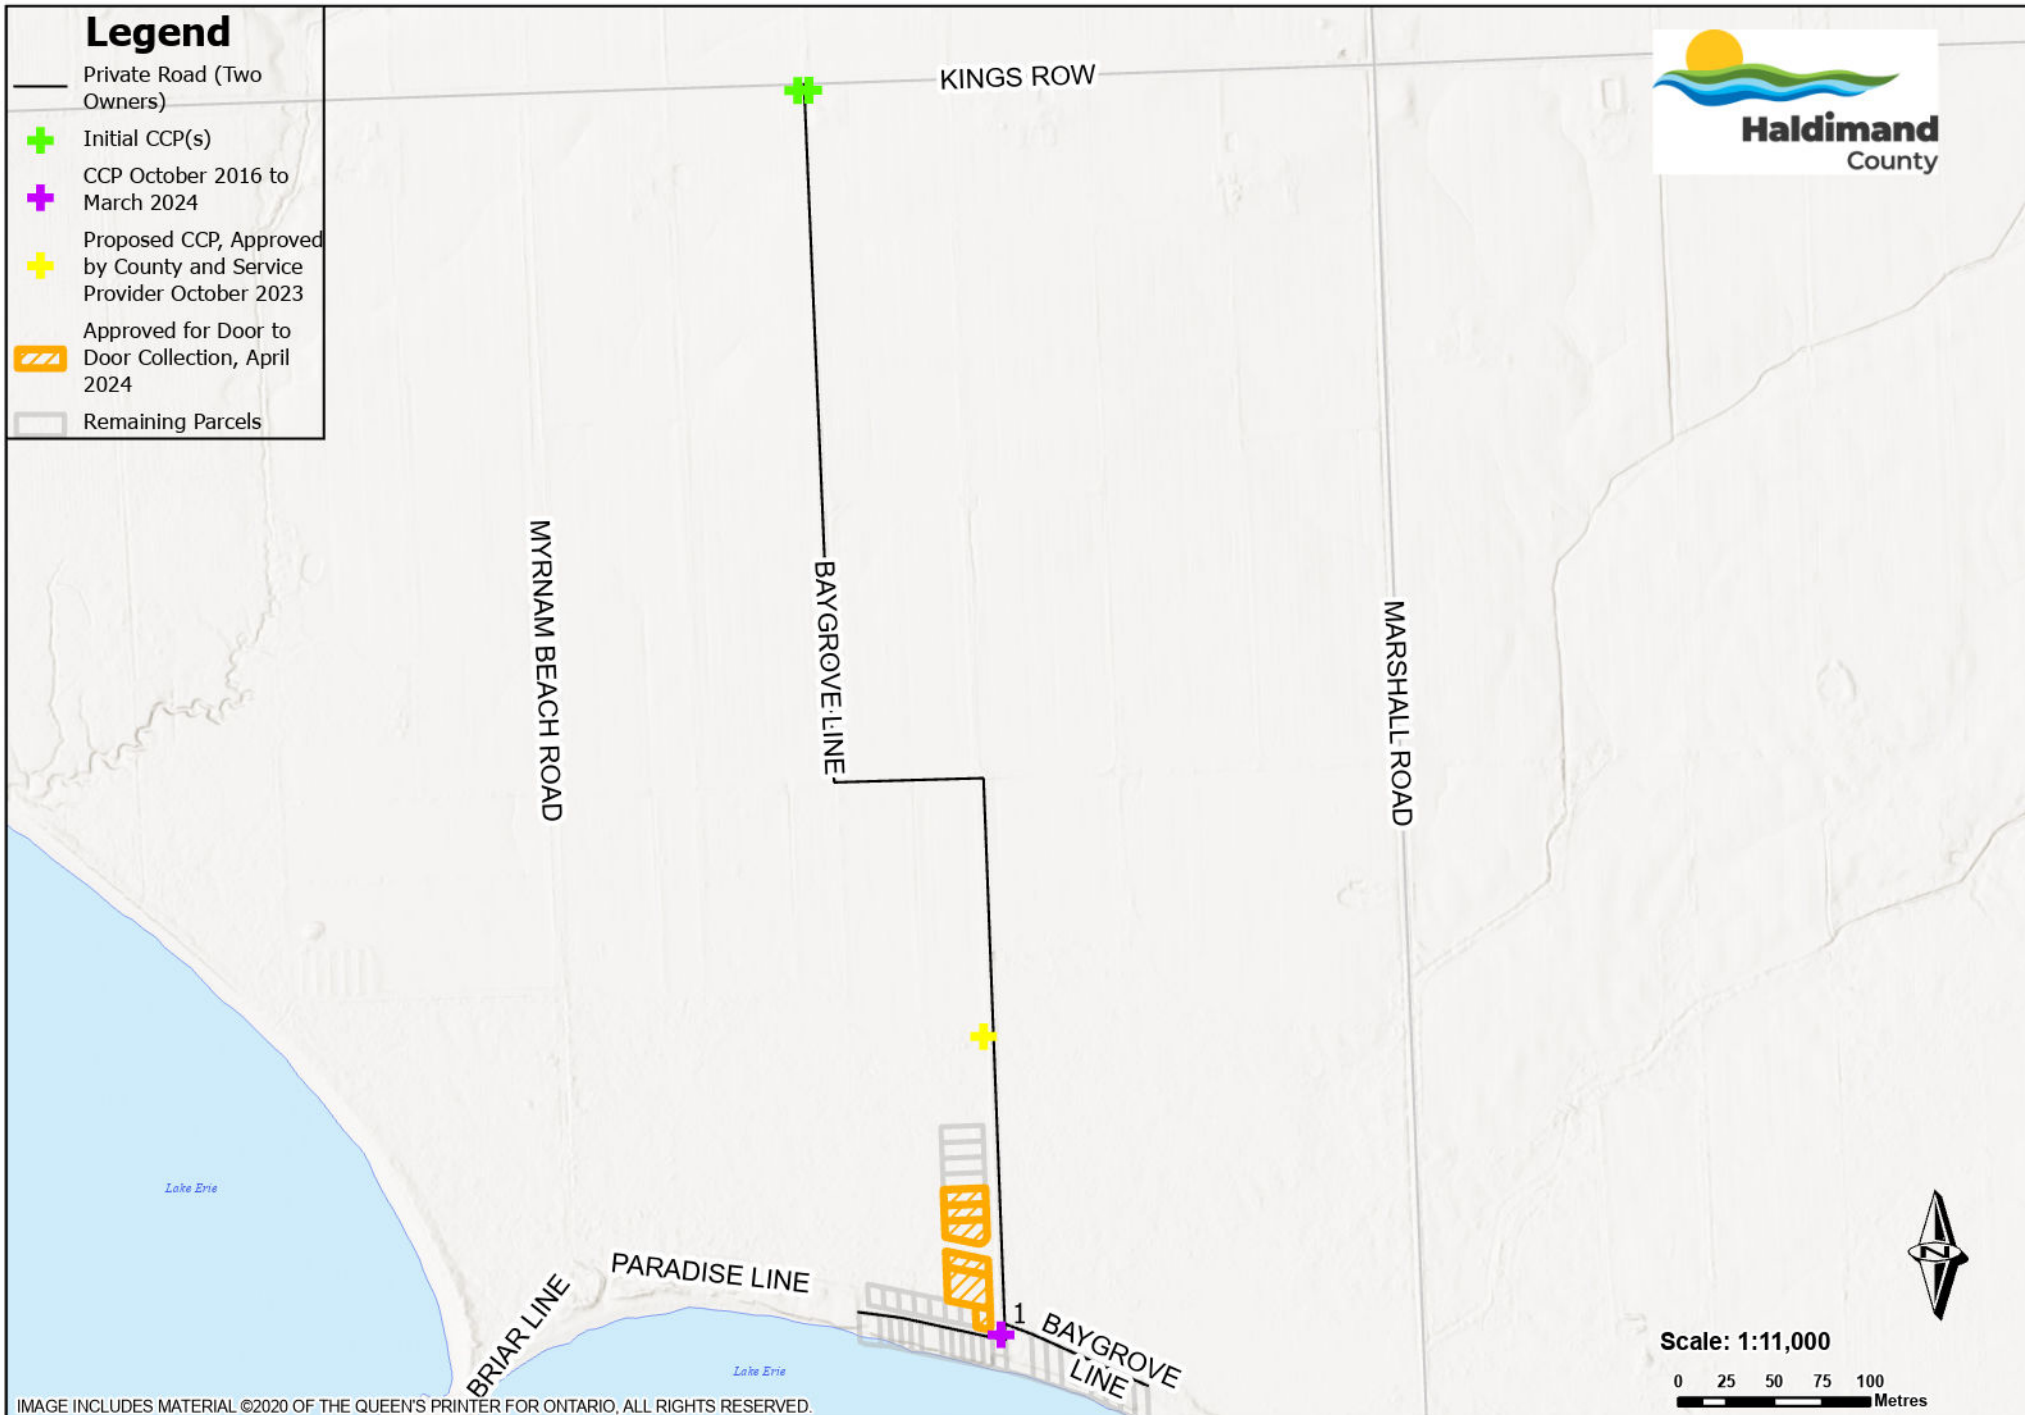 Legend
Private Road (Two
Owners)
Initial CCP(s)
CCP October 2016 to
March 2024
Proposed CCP, Approved
by County and Service
Provider October 2023
Approved for Door to
Door Collection, April
2024
Remaining Parcels
KINGS ROW
Haldimand
County
MYRNAM BEACH ROAD
BAYGROVE LINE
MARSHALL ROAD
Lake Erie
PARADISE LINE
BRIAR LINE
1
BAYGROVE
LINE
Lake Erie
N
Scale: 1:11,000
0 25 50 75 100
Metres
IMAGE INCLUDES MATERIAL ©2020 OF THE QUEEN'S PRINTER FOR ONTARIO, ALL RIGHTS RESERVED.